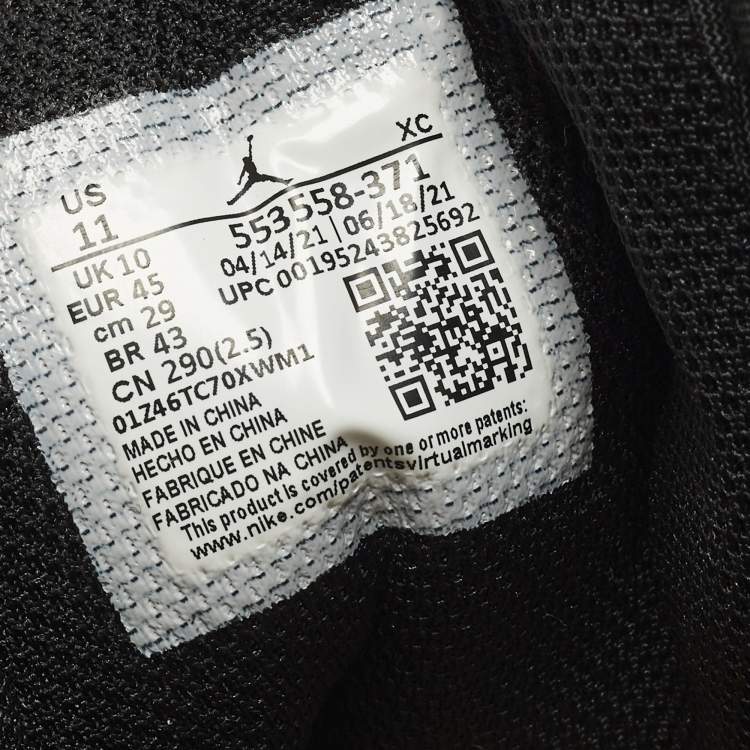 XC
US
11
553558-371
04/14/21 | 06/18/21
UPC 00195243825692
UK 10
EUR 45
cm 29
BR 43
CN 290(2.5)
01Z46TC70XWM1
MADE IN CHINA
HECHO EN CHINA
FABRIQUE EN CHINE
FABRICADO NA CHINA
This product is covered by one or more patents:
www.nike.com/patentsvirtualmarking